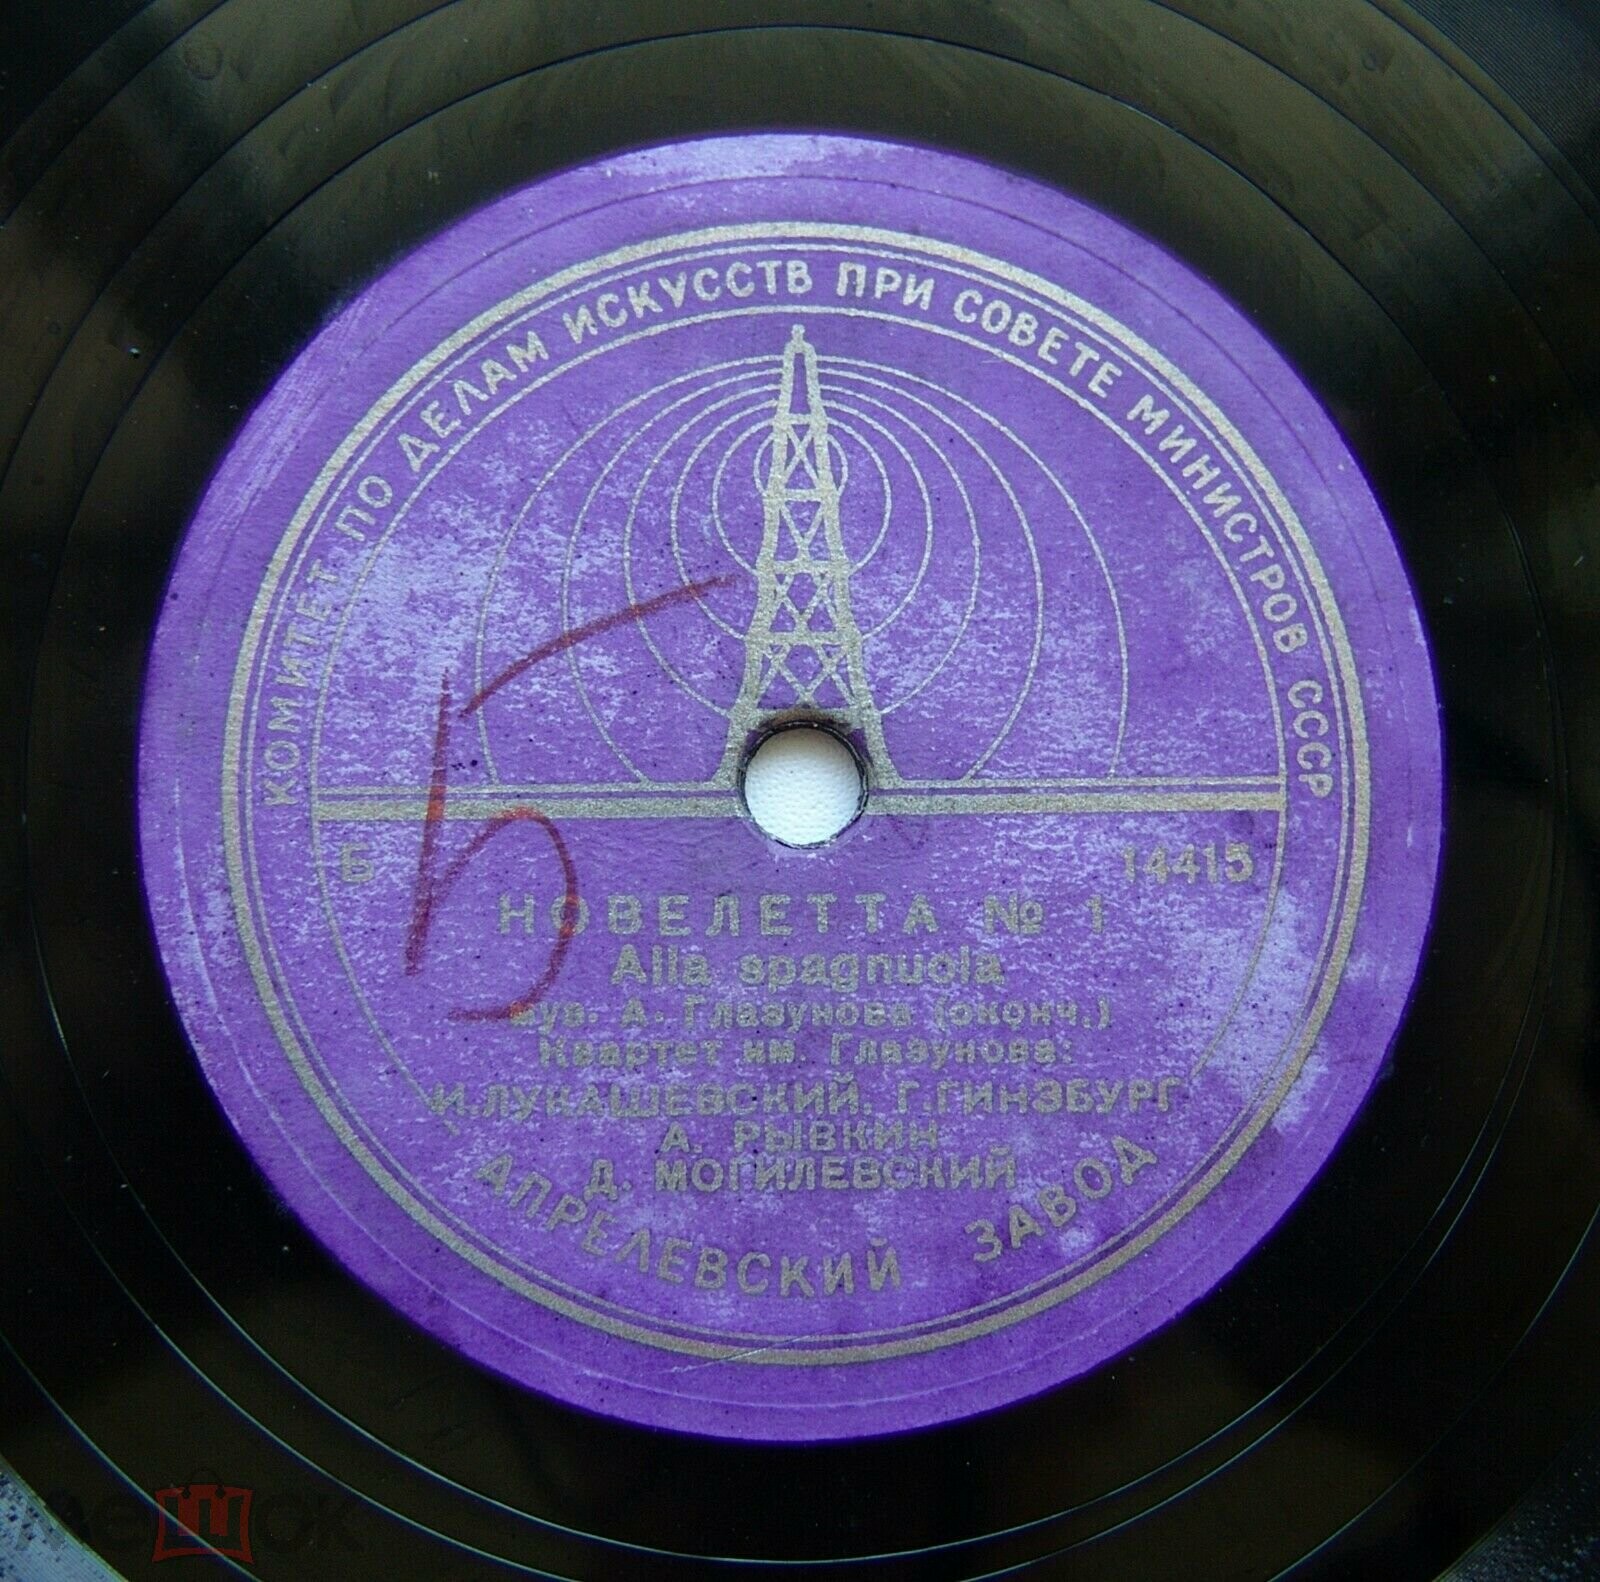 КОМИТЕТ ПО ДЕЛАМ ИСКУССТВ ПРИ СОВЕТЕ МИНИСТРОВ СССР
Б
Б 14415
НОВЕЛЕТТА № 1
Alla spagnuola
муз. А. Глазунова (оконч.)
Квартет им. Глазунова:
И. ЛУКАШЕВСКИЙ, Г. ГИНЗБУРГ
А. РЫВКИН
Д. МОГИЛЕВСКИЙ
АПРЕЛЕВСКИЙ ЗАВОД
мешок